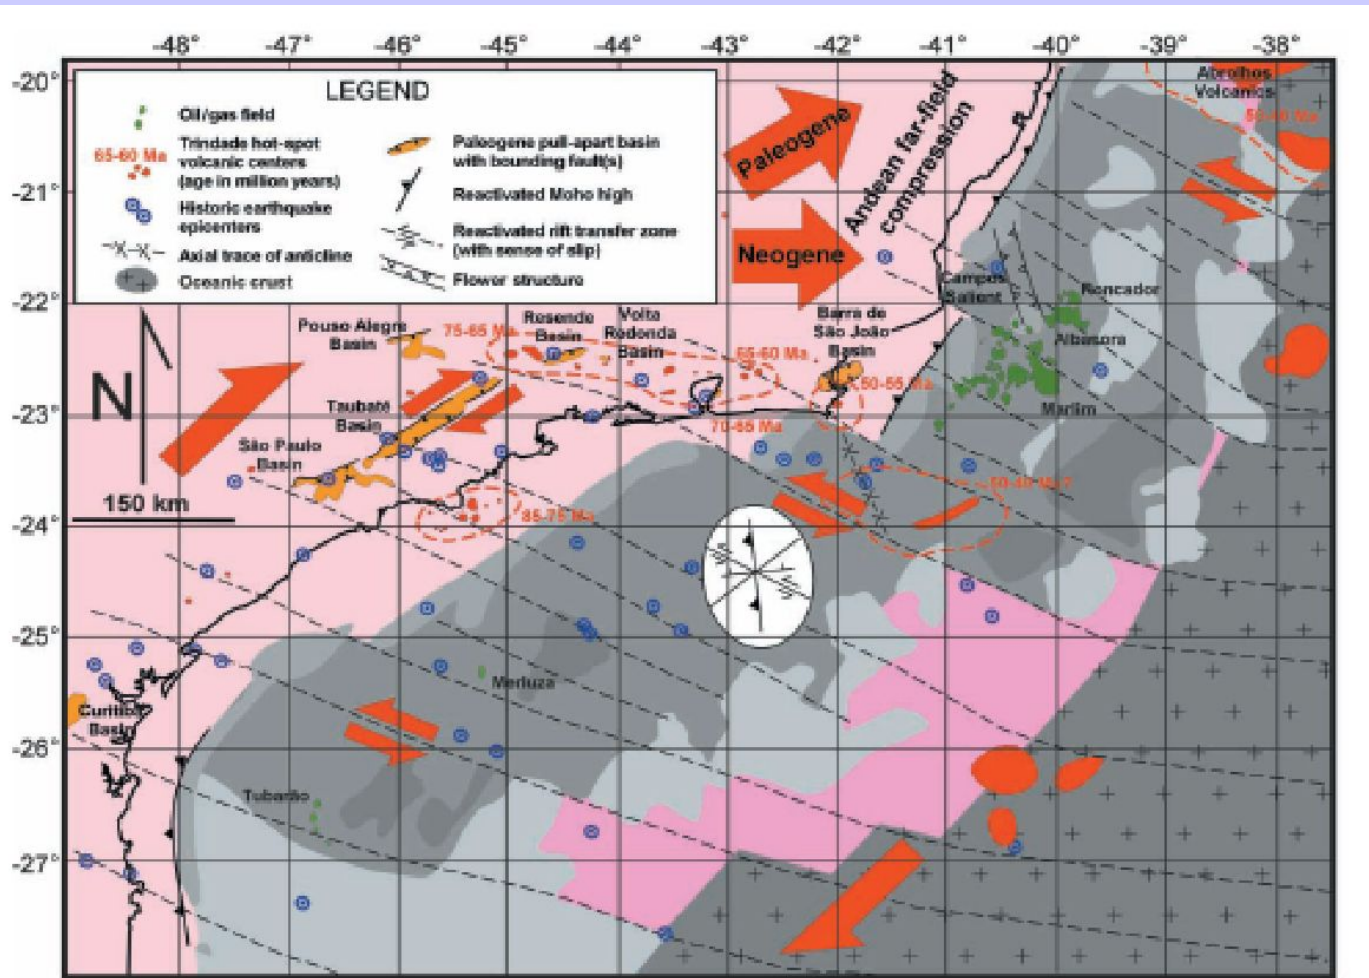 -48° -47° -46° -45° -44° -43° -42° -41° -40° -39° -38°
-20°
-21°
-22°
-23°
-24°
-25°
-26°
-27°
LEGEND
Oil/gas field
65-60 Ma
Trindade hot-spot
volcanic centers
(age in million years)
Historic earthquake
epicenters
Axial trace of anticline
Oceanic crust
Paleogene pull-apart basin
with bounding fault(s)
Reactivated Moho high
Reactivated rift transfer zone
(with sense of slip)
Flower structure
Paleogene
Neogene
Andean far-field
compression
Abrolhos
Volcanics
Campos
Salient
Roncador
Albacora
Marlim
Barra de
São João
Basin
50-55 Ma
Volta
Redonda
Basin
65-60 Ma
70-65 Ma
Resende
Basin
75-65 Ma
Pouso Alegre
Basin
Taubaté
Basin
São Paulo
Basin
N
150 km
85-75 Ma
50-40 Ma?
Merluza
Curitiba
Basin
Tubarão